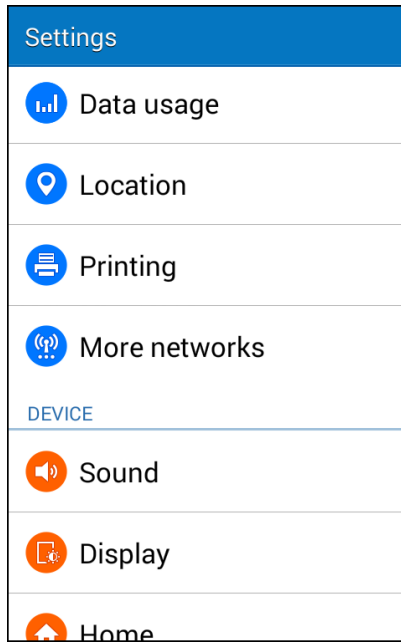 Settings
Data usage
Location
Printing
More networks
DEVICE
Sound
Display
Home